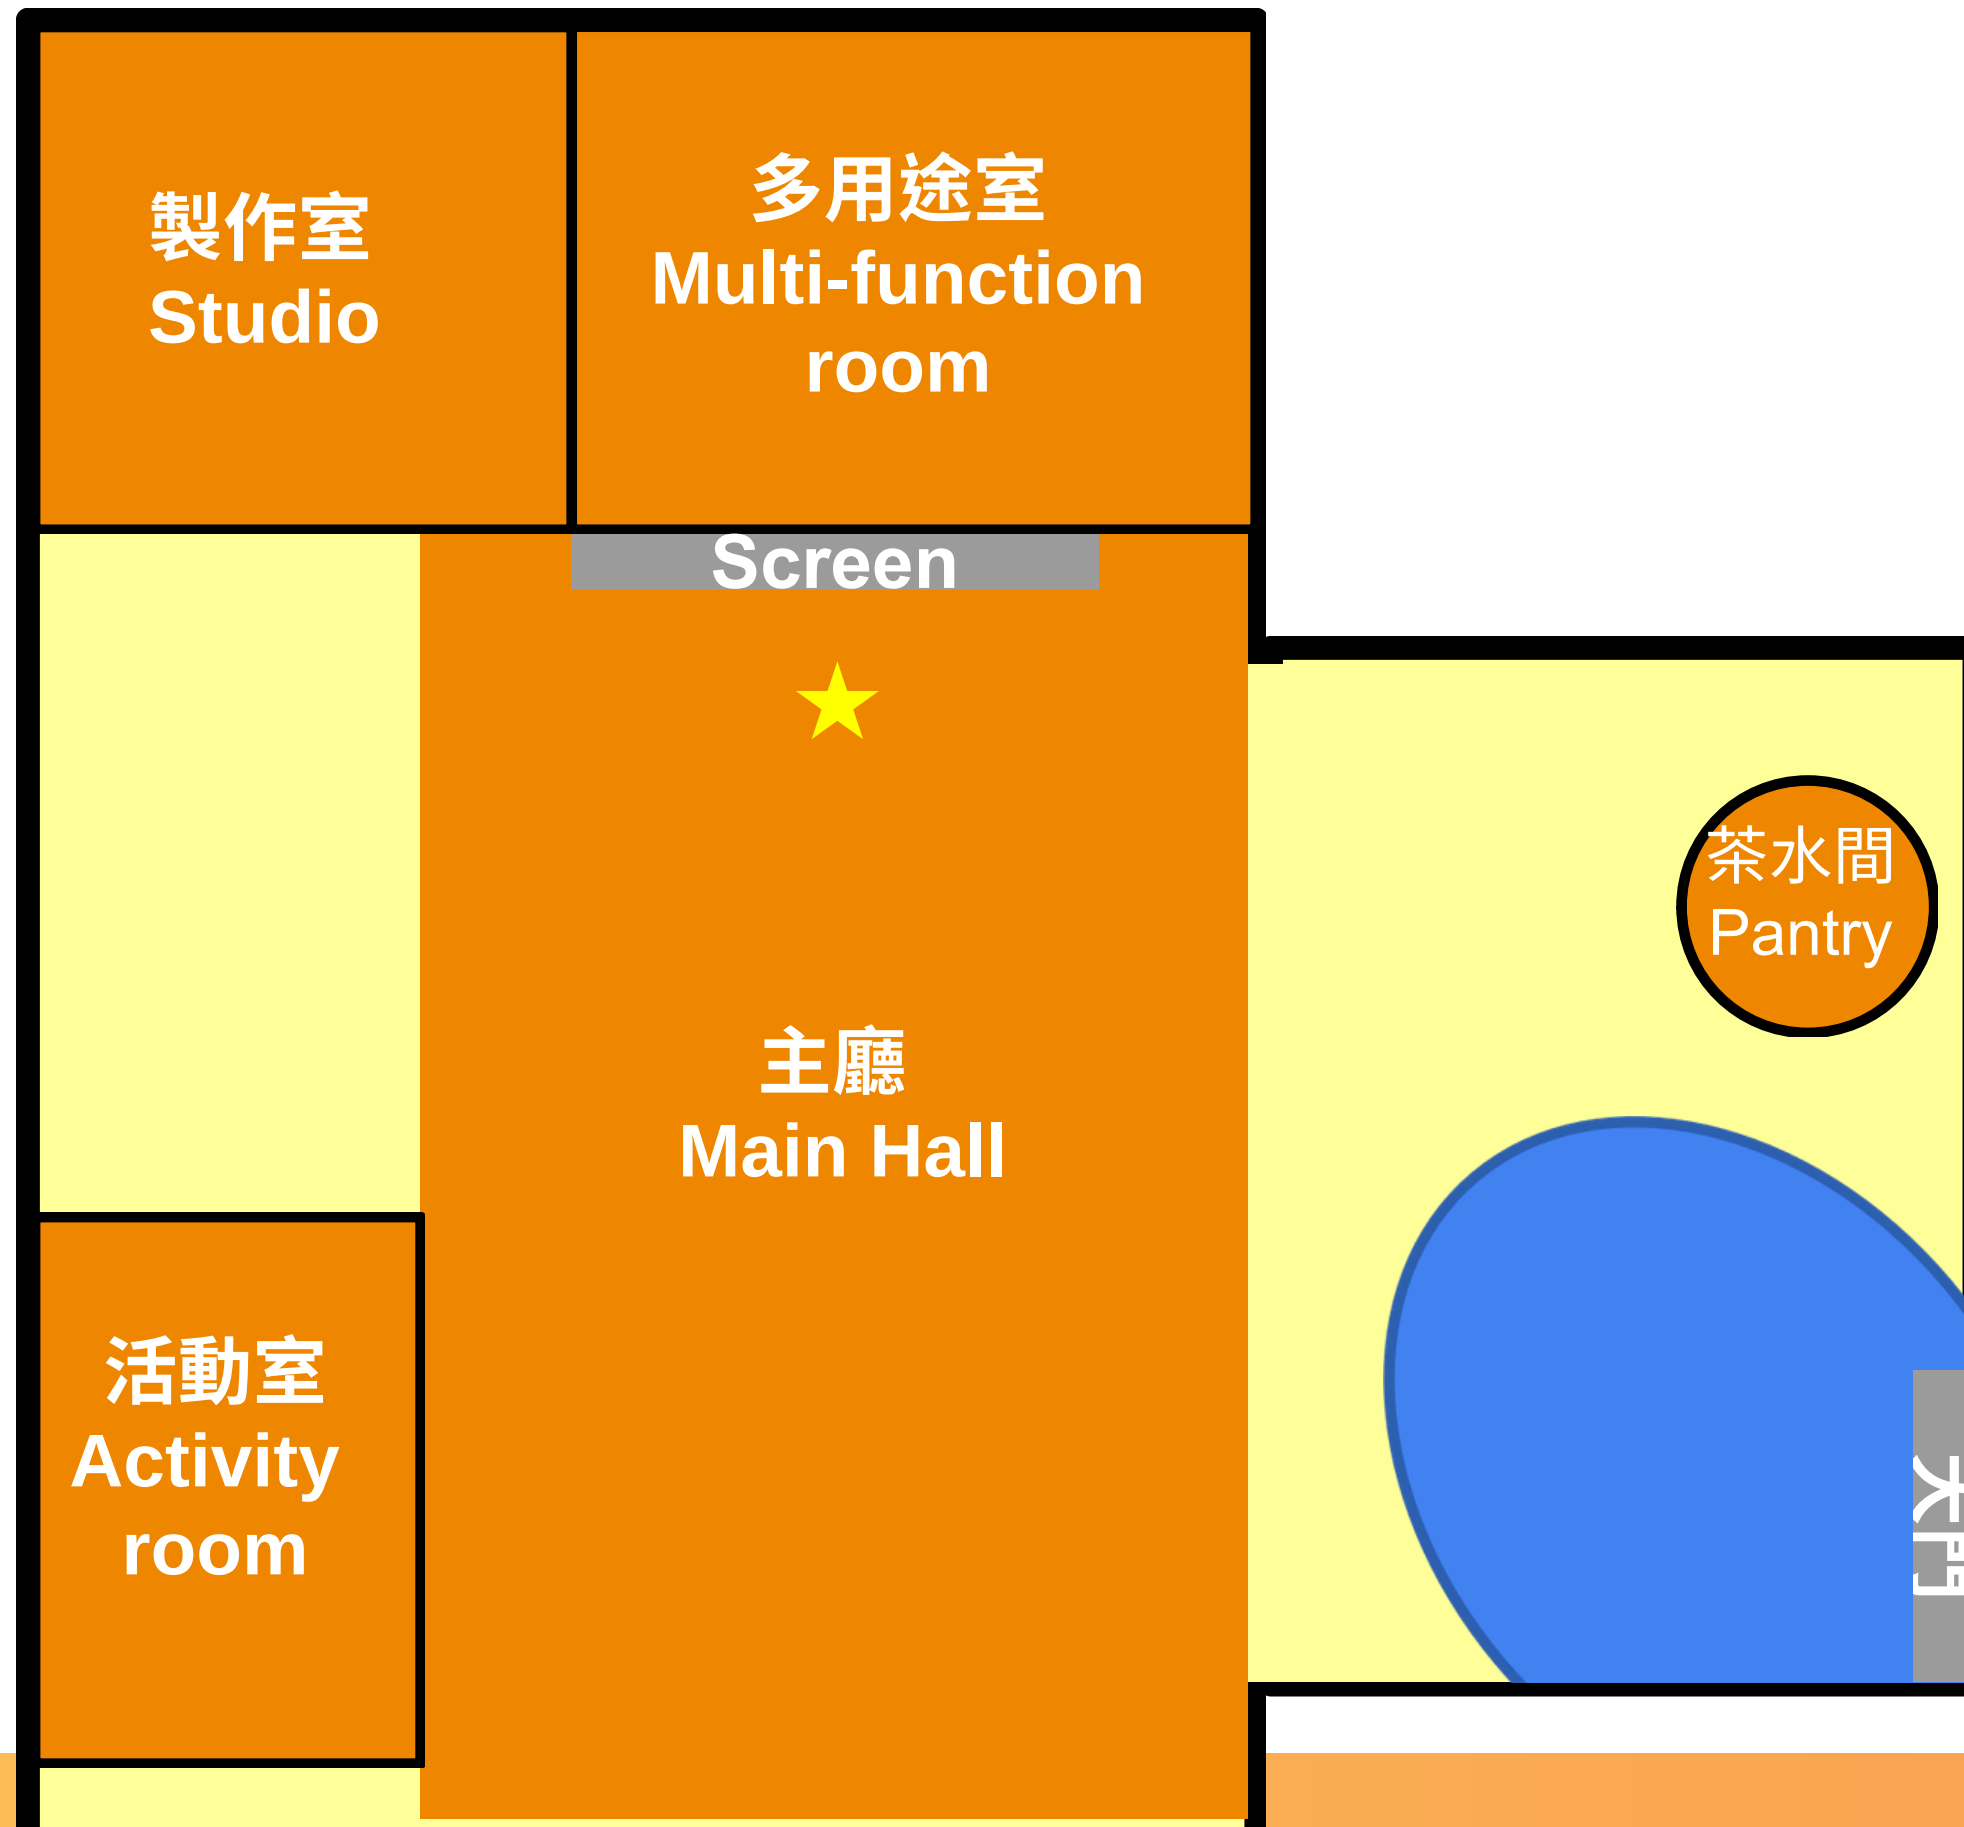 製作室
Studio
多用途室
Multi-function
room
Screen
茶水間
Pantry
主廳
Main Hall
活動室
Activity
room